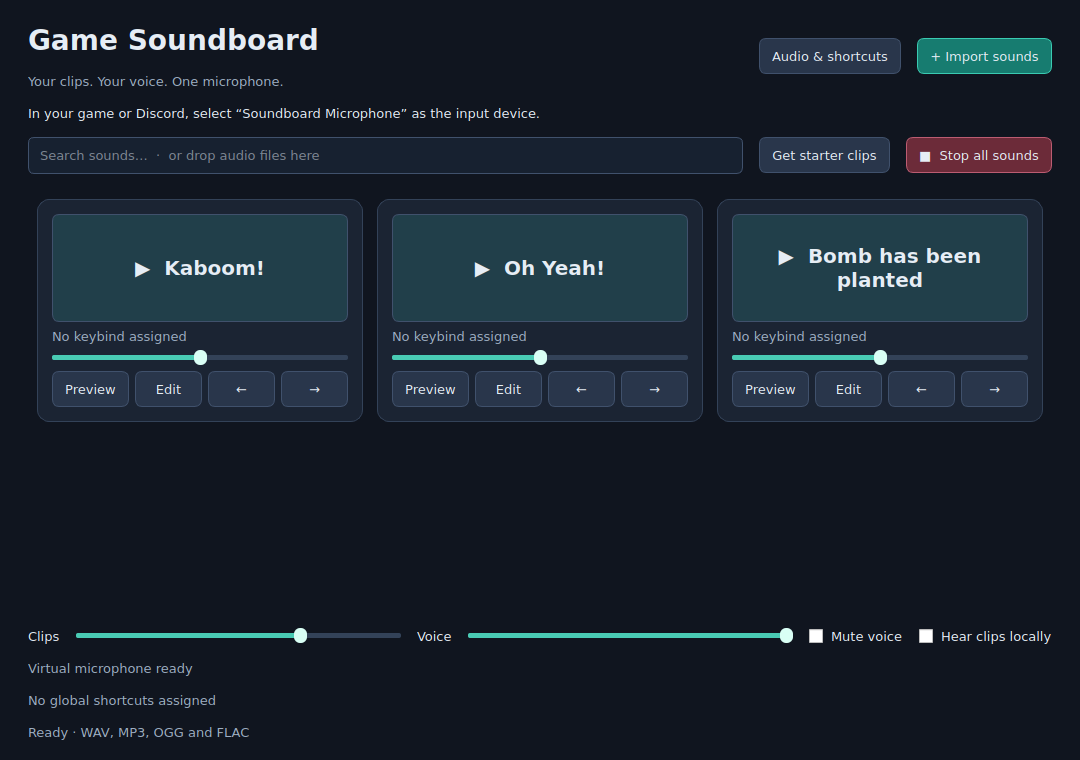 Game Soundboard
Audio & shortcuts
+ Import sounds
Your clips. Your voice. One microphone.
In your game or Discord, select “Soundboard Microphone” as the input device.
Search sounds… · or drop audio files here
Get starter clips
■ Stop all sounds
▶ Kaboom!
No keybind assigned
Preview
Edit
←
→
▶ Oh Yeah!
No keybind assigned
Preview
Edit
←
→
▶ Bomb has been
planted
No keybind assigned
Preview
Edit
←
→
Clips
Voice
Mute voice
Hear clips locally
Virtual microphone ready
No global shortcuts assigned
Ready · WAV, MP3, OGG and FLAC